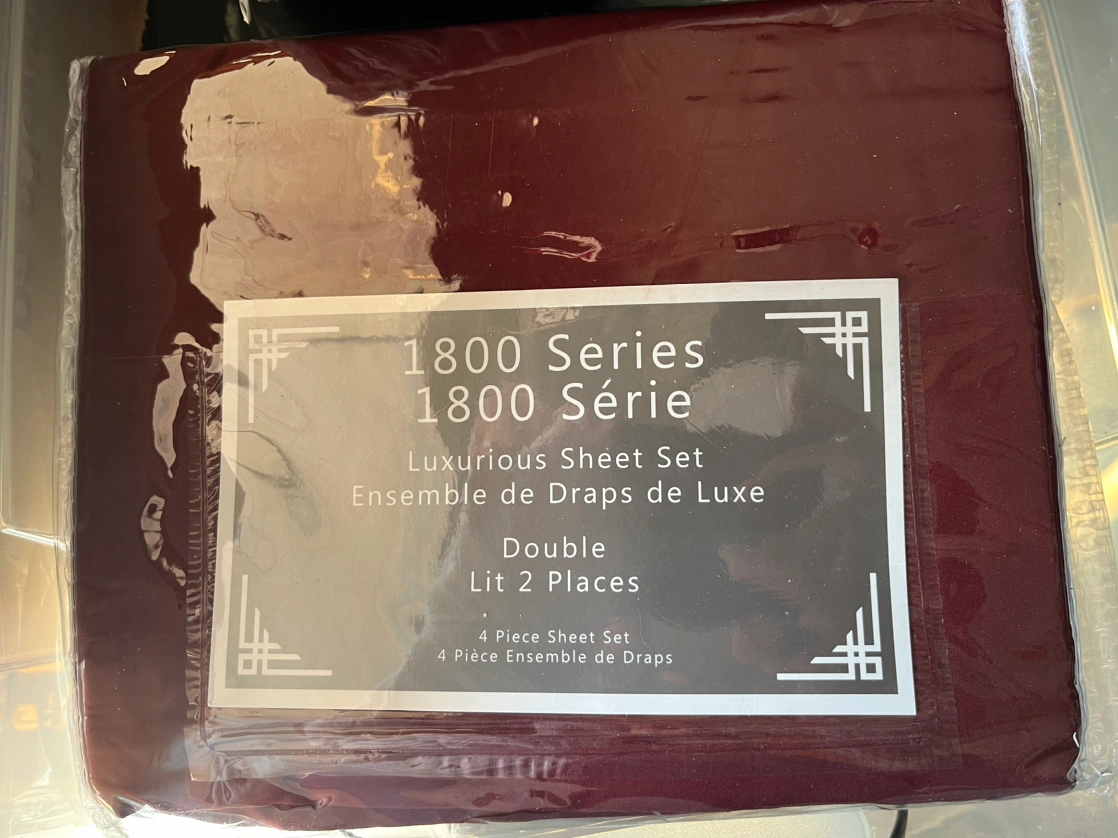 1800 Series
1800 Série
Luxurious Sheet Set
Ensemble de Draps de Luxe
Double
Lit 2 Places
4 Piece Sheet Set
4 Pièce Ensemble de Draps